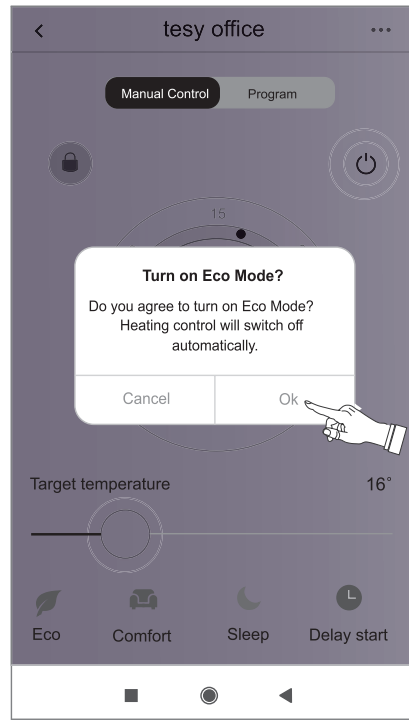 tesy office
Manual Control Program
15
Turn on Eco Mode?
Do you agree to turn on Eco Mode?
Heating control will switch off
automatically.
Cancel Ok
Target temperature 16°
Eco Comfort Sleep Delay start